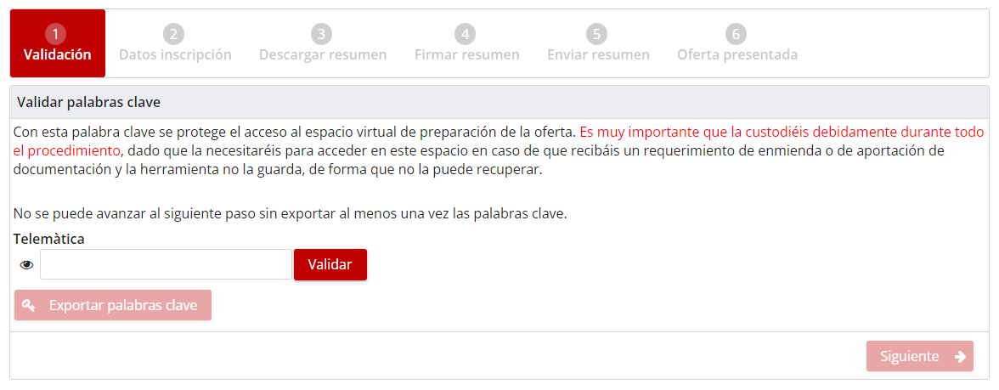 1 2 3 4 5 6
Validación Datos inscripción Descargar resumen Firmar resumen Enviar resumen Oferta presentada
Validar palabras clave
Con esta palabra clave se protege el acceso al espacio virtual de preparación de la oferta. Es muy importante que la custodiéis debidamente durante todo
el procedimiento, dado que la necesitaréis para acceder en este espacio en caso de que recibáis un requerimiento de enmienda o de aportación de
documentación y la herramienta no la guarda, de forma que no la puede recuperar.
No se puede avanzar al siguiente paso sin exportar al menos una vez las palabras clave.
Telemàtica
Validar
Exportar palabras clave
Siguiente